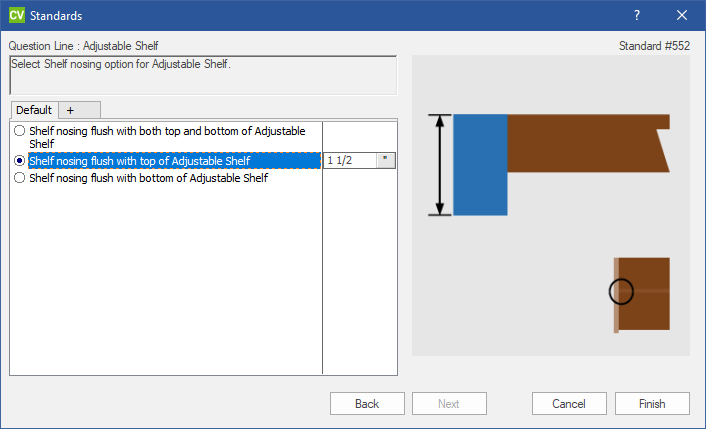 CV Standards
Question Line : Adjustable Shelf
Standard #552
Select Shelf nosing option for Adjustable Shelf.
Default +
Shelf nosing flush with both top and bottom of Adjustable
Shelf
Shelf nosing flush with top of Adjustable Shelf
1 1/2 "
Shelf nosing flush with bottom of Adjustable Shelf
Back Next Cancel Finish